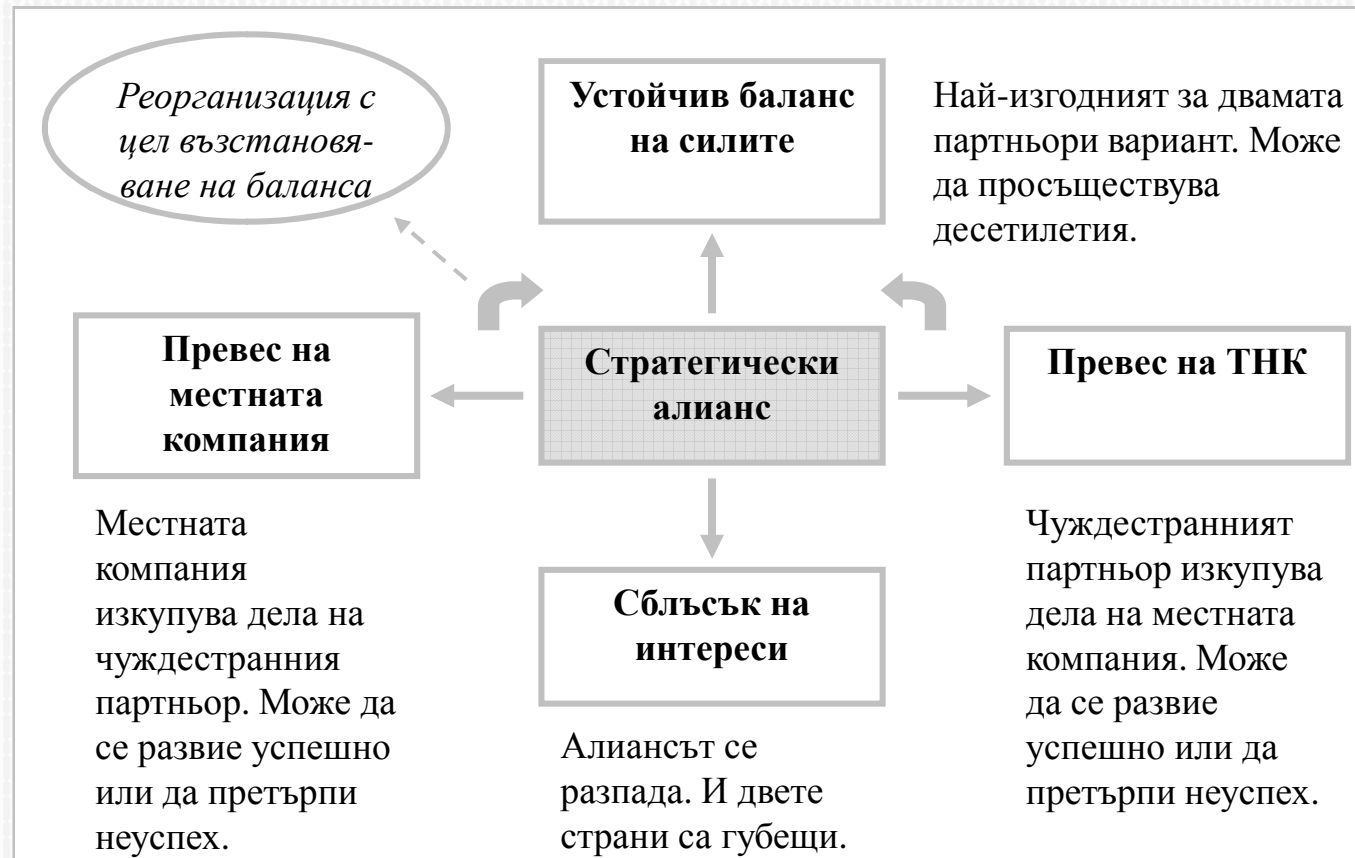 Реорганизация с
цел възстановя-
ване на баланса
Устойчив баланс
на силите
Най-изгодният за двамата
партньори вариант. Може
да просъществува
десетилетия.
Превес на
местната
компания
Стратегически
алианс
Превес на ТНК
Местната
компания
изкупува дела на
чуждестранния
партньор. Може да
се развие успешно
или да претърпи
неуспех.
Сблъсък на
интереси
Алиансът се
разпада. И двете
страни са губещи.
Чуждестранният
партньор изкупува
дела на местната
компания. Може
да се развие
успешно или да
претърпи неуспех.